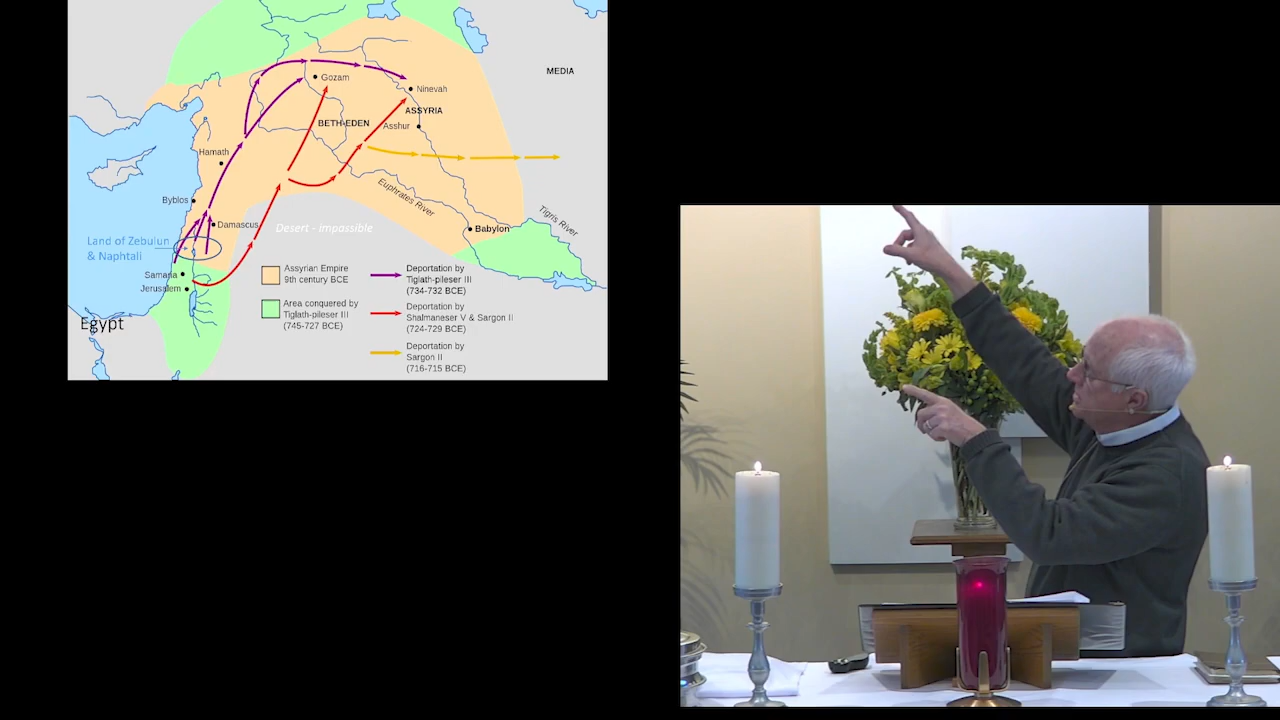 MEDIA
Gozam
Ninevah
ASSYRIA
BETH-EDEN
Asshur
Hamath
Euphrates River
Byblos
Tigris River
Damascus
Desert - impassible
Babylon
Land of Zebulun
& Naphtali
Samaria
Jeruslem
Egypt
Assyrian Empire
9th century BCE
Area conquered by
Tiglath-pileser III
(745-727 BCE)
Deportation by
Tiglath-pileser III
(734-732 BCE)
Deportation by
Shalmaneser V & Sargon II
(724-729 BCE)
Deportation by
Sargon II
(716-715 BCE)